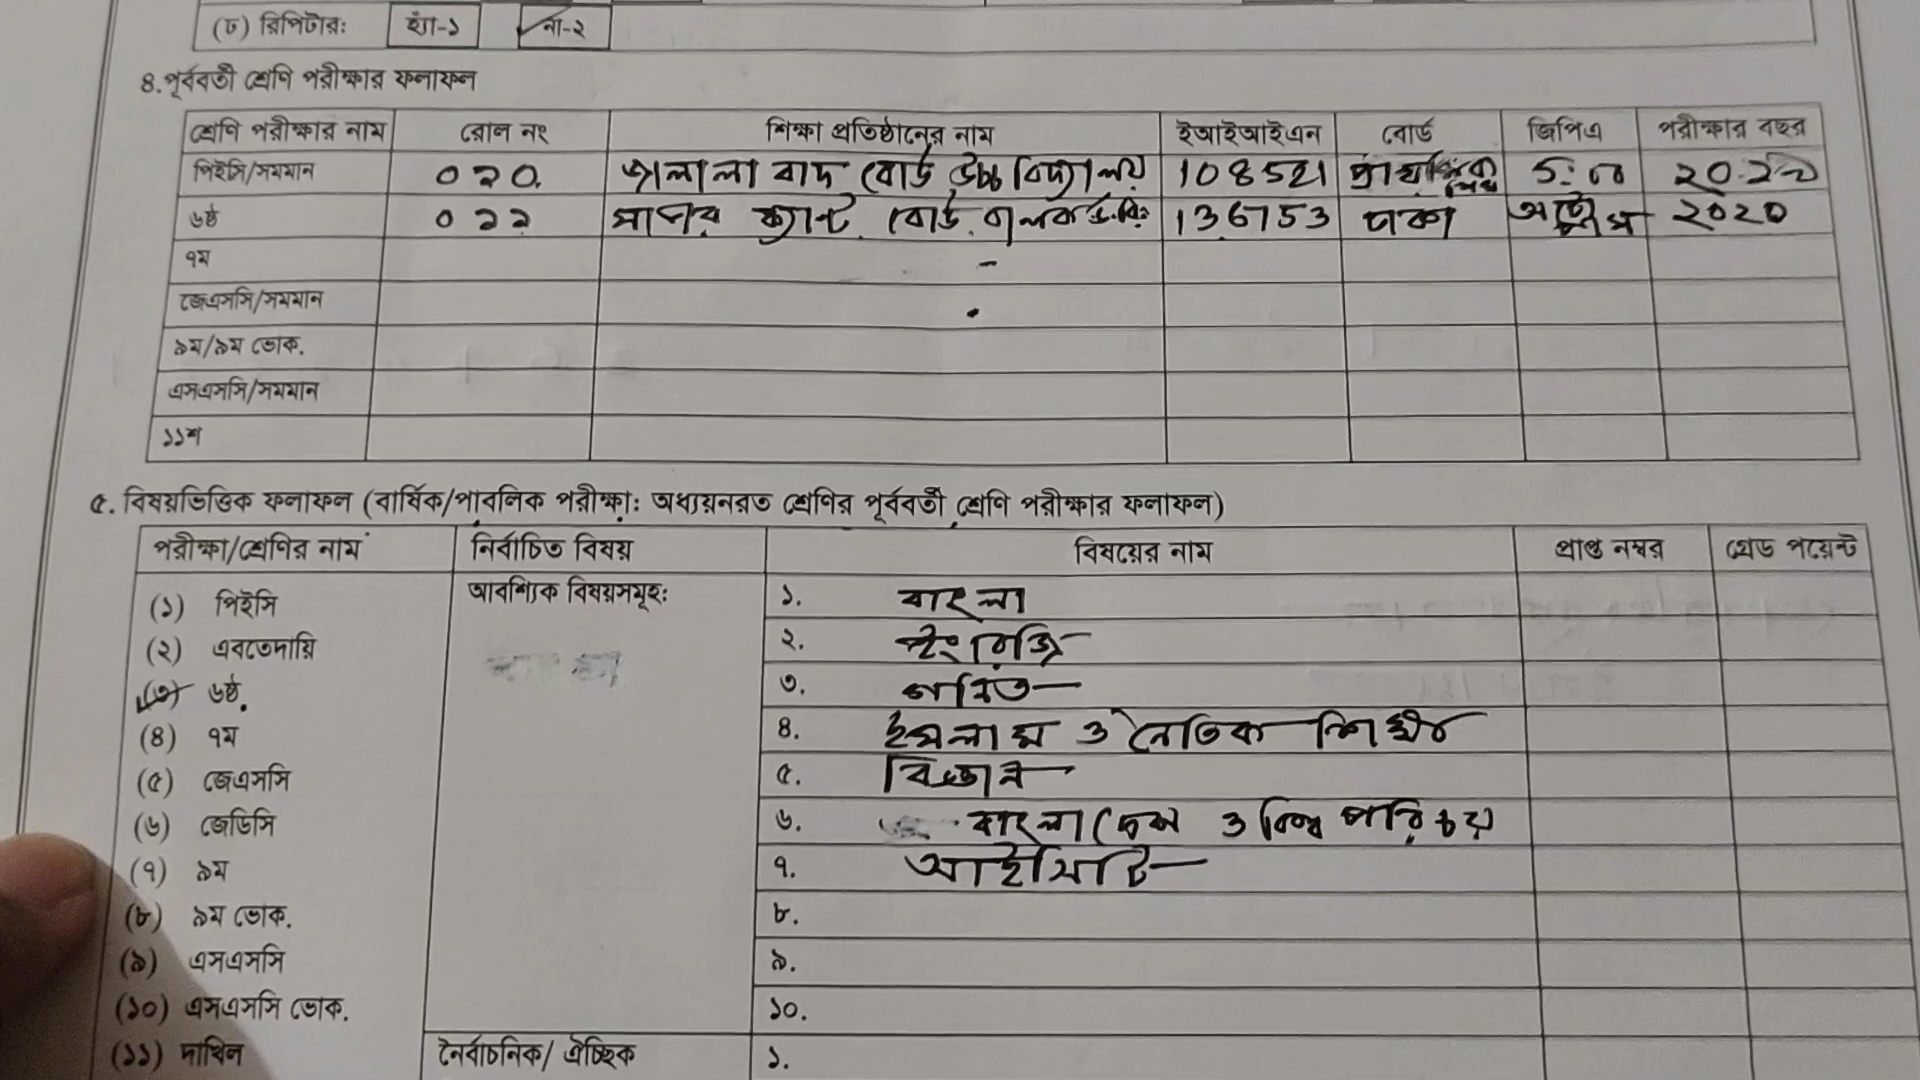 (ঢ) রিপিটার: হ্যাঁ-১ না-২
৪.পূর্ববর্তী শ্রেণি পরীক্ষার ফলাফল
শ্রেণি পরীক্ষার নাম রোল নং শিক্ষা প্রতিষ্ঠানের নাম ইআইআইএন বোর্ড জিপিএ পরীক্ষার বছর
পিইসি/সমমান ০২০ জালালাবাদ বোর্ড উচ্চ বিদ্যালয় 108521
৬ষ্ঠ ০২২ ক্যান্ট বোর্ড 136753 ঢাকা ২০২০
৭ম -
জেএসসি/সমমান
৯ম/৯ম ভোক.
এসএসসি/সমমান
১১শ
৫. বিষয়ভিত্তিক ফলাফল (বার্ষিক/পাবলিক পরীক্ষা: অধ্যয়নরত শ্রেণির পূর্ববর্তী শ্রেণি পরীক্ষার ফলাফল)
পরীক্ষা/শ্রেণির নাম নির্বাচিত বিষয় বিষয়ের নাম প্রাপ্ত নম্বর গ্রেড পয়েন্ট
(১) পিইসি আবশ্যিক বিষয়সমূহ: ১. বাংলা
(২) এবতেদায়ি ২. ইংরেজি
(৩) ৬ষ্ঠ ৩. গনিত
(৪) ৭ম ৪. ইসলাম ও নৈতিক শিক্ষা
(৫) জেএসসি ৫. বিজ্ঞান
(৬) জেডিসি ৬. বাংলাদেশ ও বিশ্ব পরিচয়
(৭) ৯ম ৭. আইসিটি
(৮) ৯ম ভোক. ৮.
(৯) এসএসসি ৯.
(১০) এসএসসি ভোক. ১০.
(১১) দাখিল নৈর্বাচনিক/ ঐচ্ছিক ১.